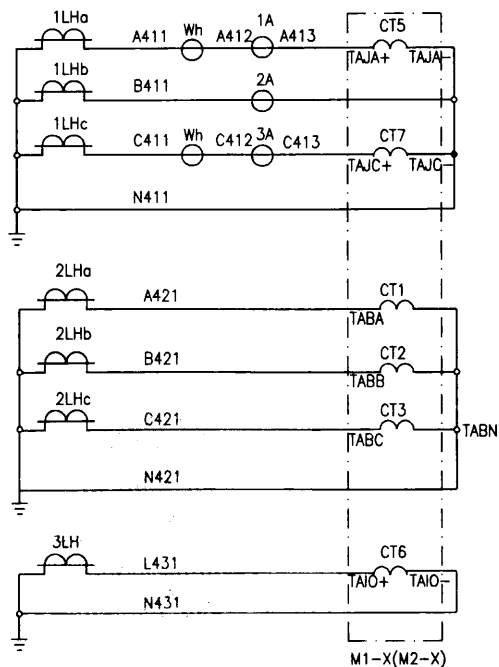 1LHa Wh 1A CT5
A411 A412 A413 TAJA+ TAJA-
1LHb
B411 2A
1LHc Wh 3A CT7
C411 C412 C413 TAJC+ TAJC-
N411
2LHa A421 CT1
TABA
2LHb B421 CT2
TABB
2LHc C421 CT3
TABC TABN
N421
3LH L431 CT6
TAIO+ TAIO-
N431
M1-X(M2-X)